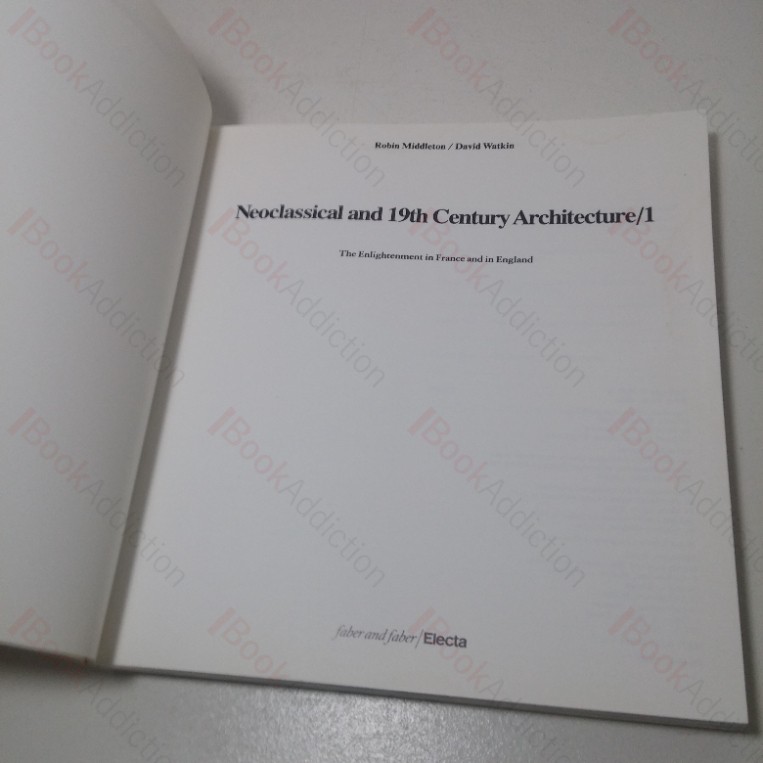 Robin Middleton / David Watkin
Neoclassical and 19th Century Architecture/1
The Enlightenment in France and in England
faber and faber/Electa
BookAddiction